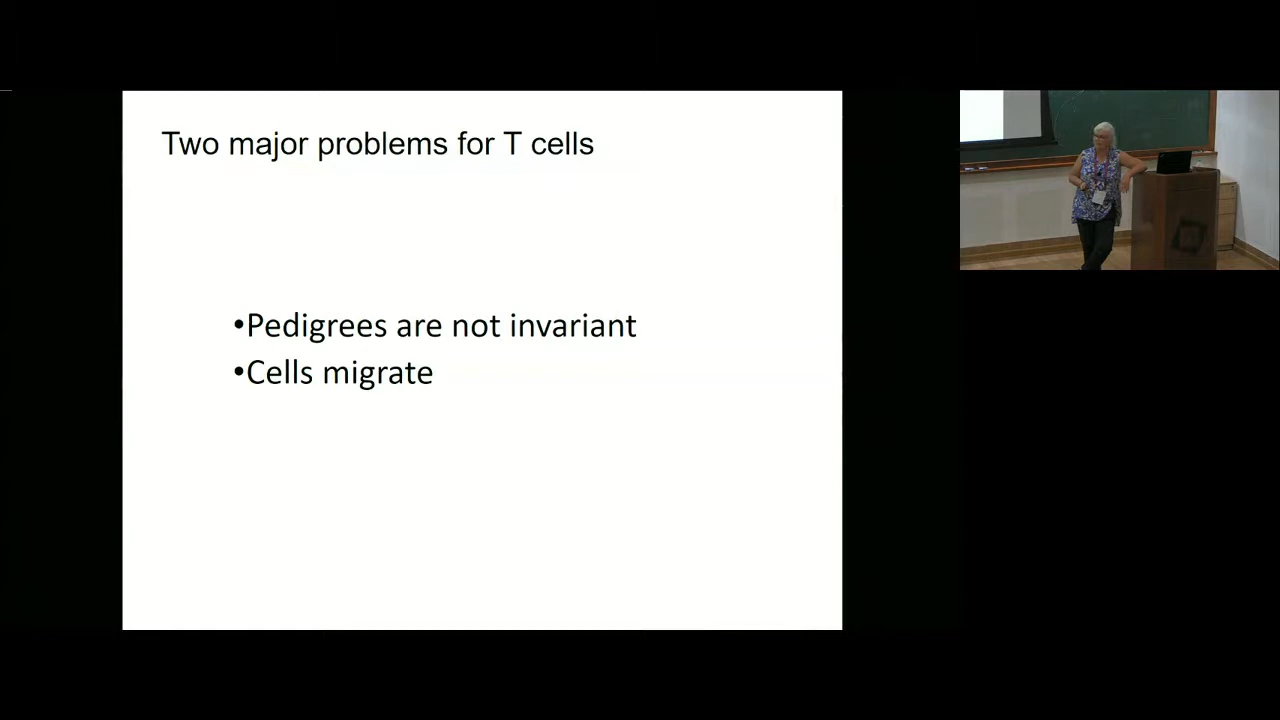 Two major problems for T cells
•Pedigrees are not invariant
•Cells migrate